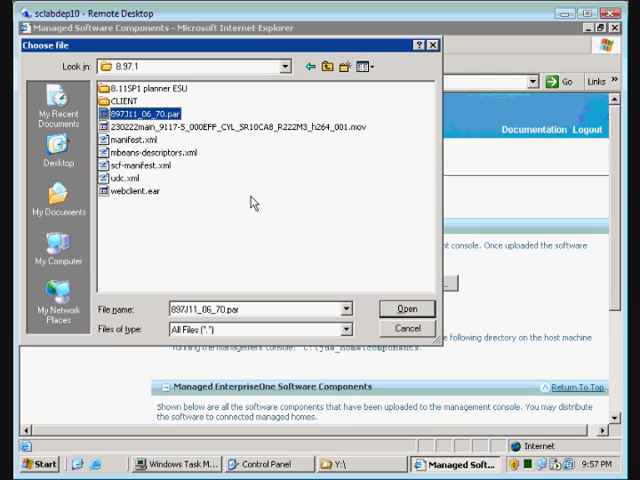 sclabdep10 - Remote Desktop
Managed Software Components - Microsoft Internet Explorer
Choose file
Look in:
8.97.1
Go
Links »
My Recent Documents
Desktop
My Documents
My Computer
My Network Places
8.11SP1 planner ESU
CLIENT
897J11_06_70.par
230222main_9117-5_000EFF_CYL_SR10CA8_R222M3_h264_001.mov
manifest.xml
mbeans-descriptors.xml
scf-manifest.xml
udc.xml
webclient.ear
Documentation Logout
nt console. Once uploaded the software
File name:
897J11_06_70.par
Open
Files of type:
All Files (*.*)
Cancel
e following directory on the host machine
running the management console: C:\jde_home\components.
Managed EnterpriseOne Software Components
Return To Top
Shown below are all the software components that have been uploaded to the management console. You may distribute
the software to connected managed homes.
Internet
Start
Windows Task M...
Control Panel
Y:\
Managed Soft...
9:57 PM